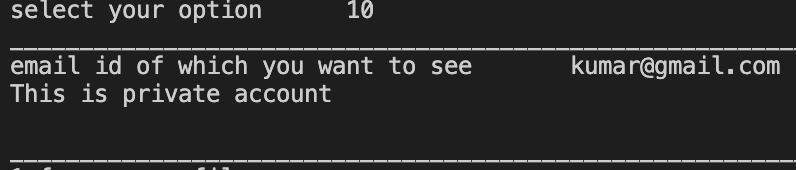 select your option      10
email id of which you want to see       kumar@gmail.com
This is private account